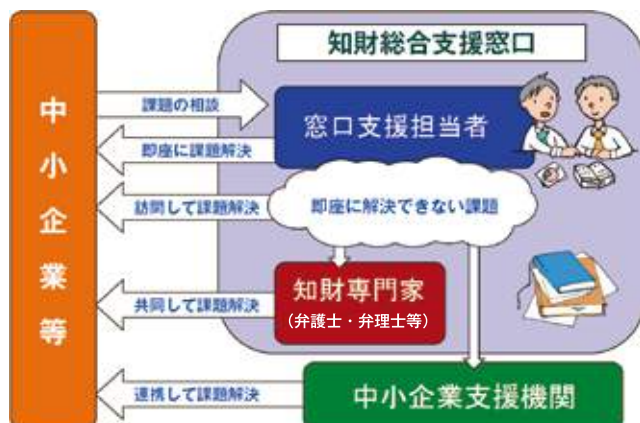 知財総合支援窓口
中小企業等
課題の相談
窓口支援担当者
即座に課題解決
訪問して課題解決
即座に解決できない課題
知財専門家
(弁護士・弁理士等)
共同して課題解決
連携して課題解決
中小企業支援機関